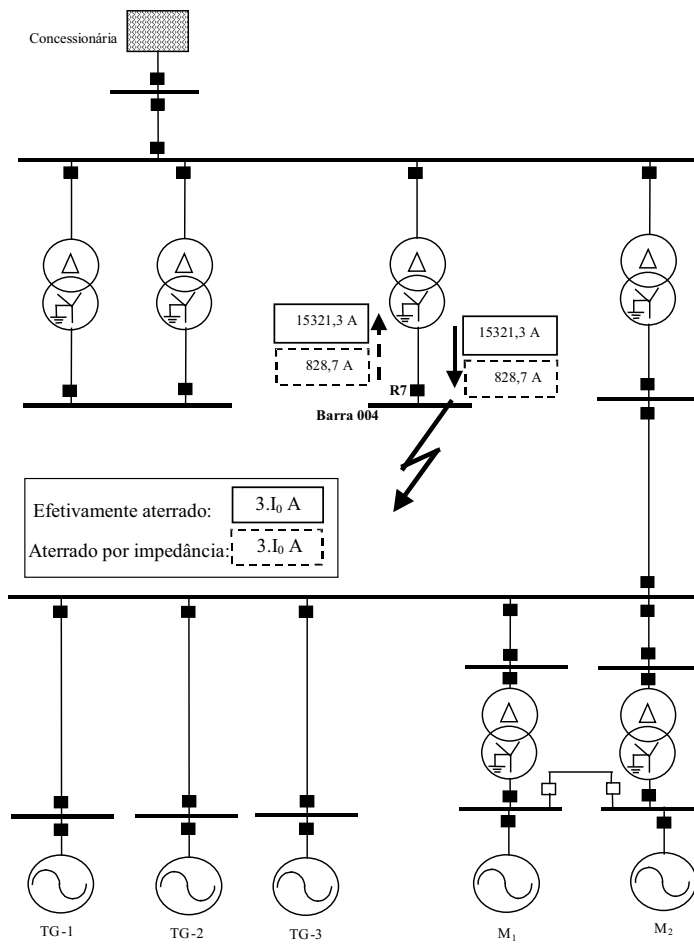 Concessionária
15321,3 A
828,7 A
15321,3 A
828,7 A
R7
Barra 004
Efetivamente aterrado: 3.I₀ A
Aterrado por impedância: 3.I₀ A
TG-1
TG-2
TG-3
M₁
M₂